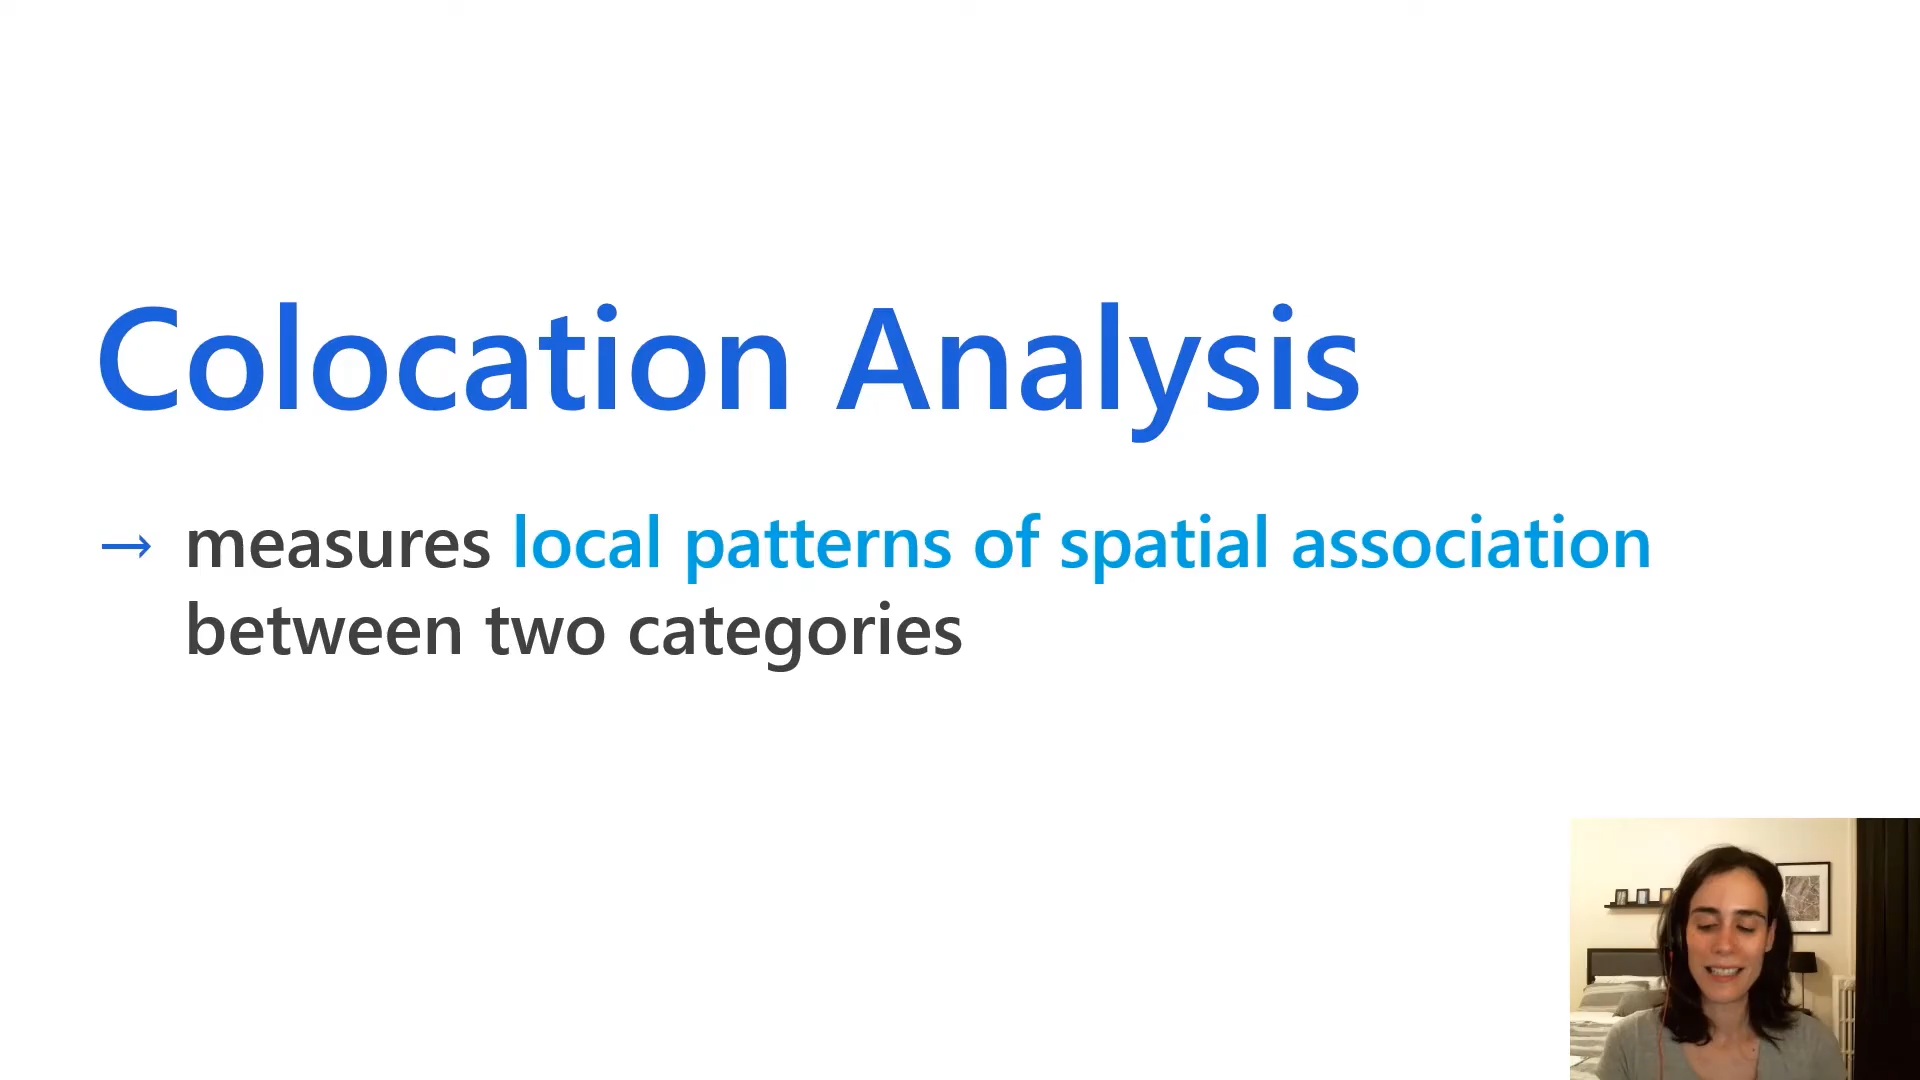 Colocation Analysis
→ measures local patterns of spatial association
between two categories